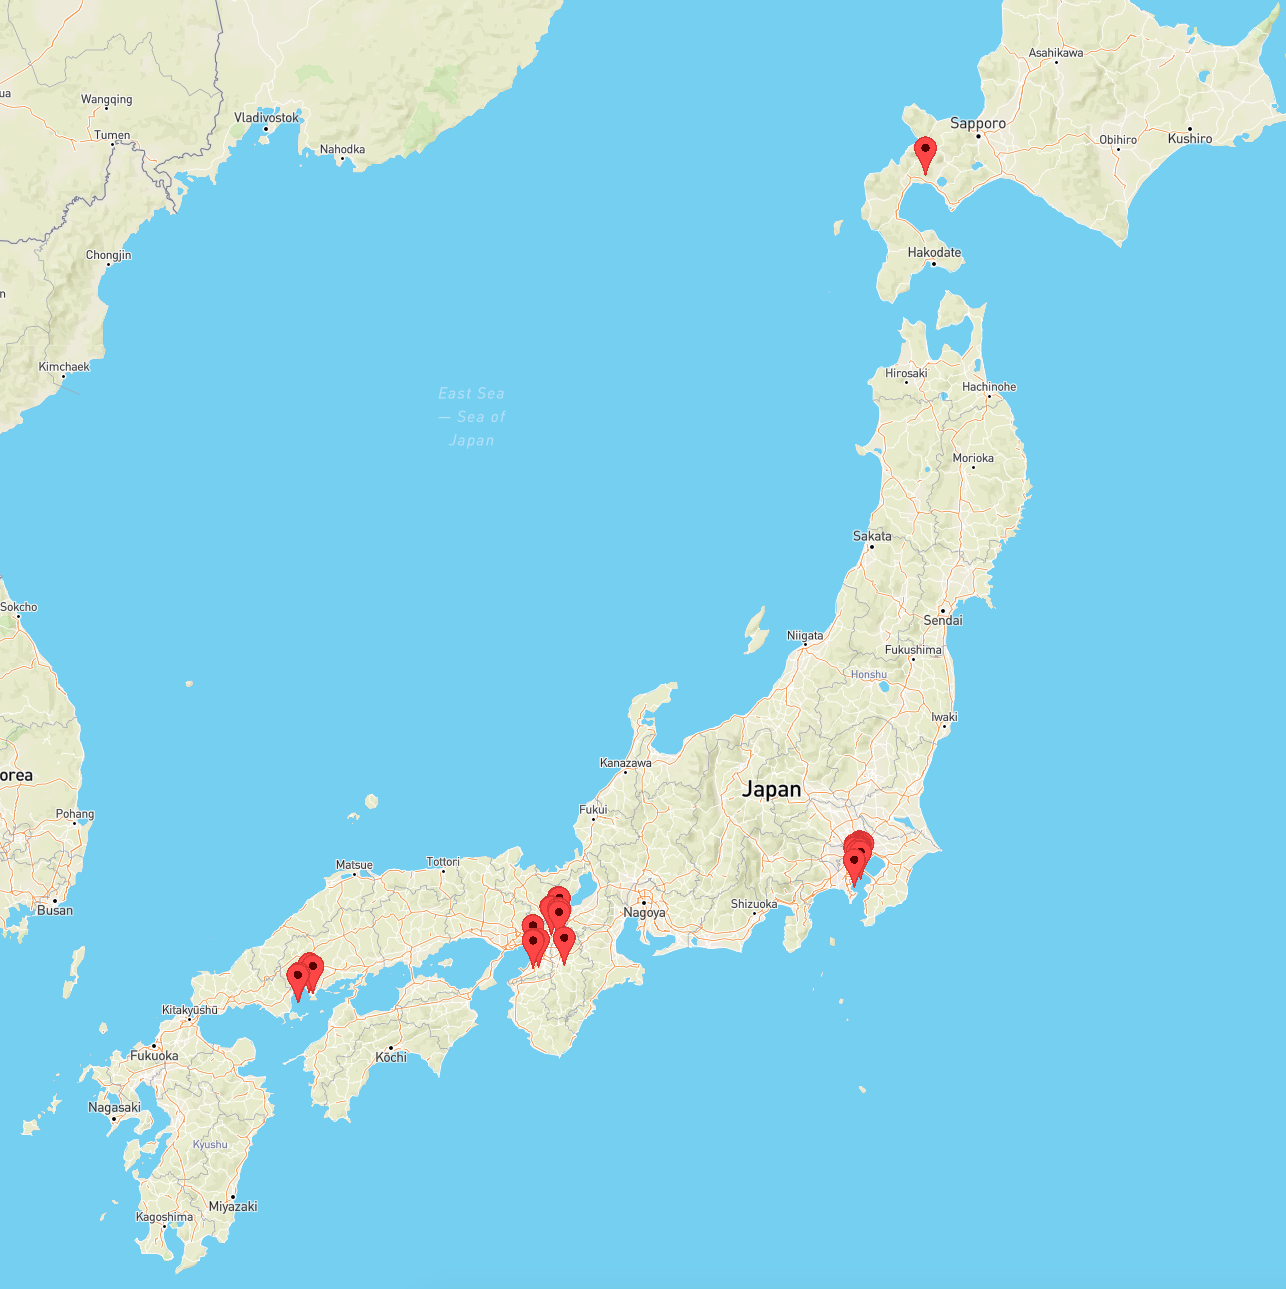 Asahikawa
Wangqing
ua
Vladivostok
Sapporo
Tumen
Obihiro
Kushiro
Nahodka
Hakodate
Chongjin
n
Kimchaek
Hirosaki
Hachinohe
East Sea
— Sea of
Japan
Morioka
Sakata
Sokcho
Sendai
Niigata
Fukushima
Honshu
Iwaki
Kanazawa
orea
Japan
Fukui
Pohang
Matsue
Tottori
Shizuoka
Busan
Nagoya
Kitakyūshū
Fukuoka
Kōchi
Nagasaki
Kyushu
Miyazaki
Kagoshima